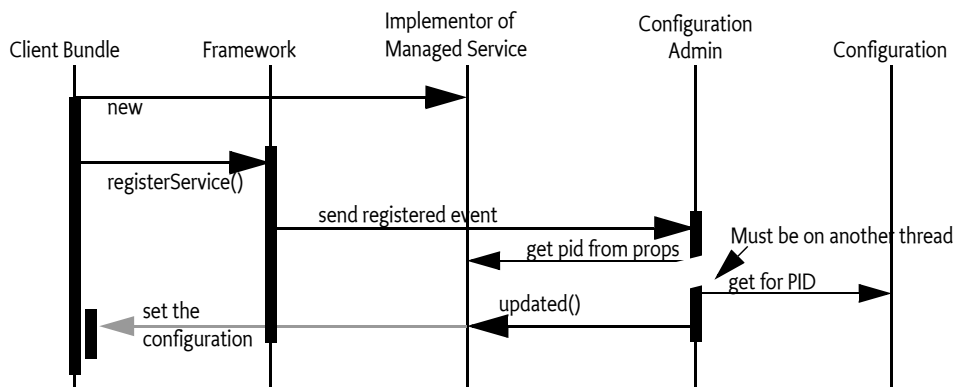 Client Bundle
Framework
Implementor of
Managed Service
Configuration
Admin
Configuration
new
registerService()
send registered event
get pid from props
Must be on another thread
get for PID
updated()
set the
configuration